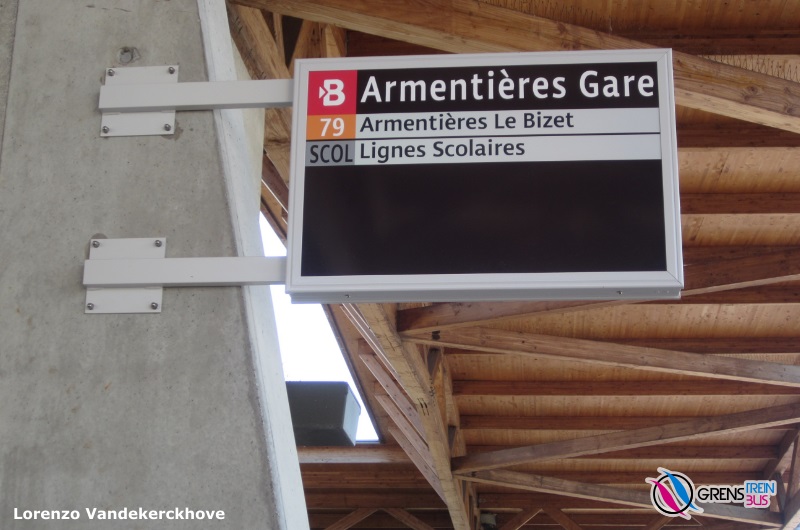 B Armentières Gare
79 Armentières Le Bizet
SCOL Lignes Scolaires
Lorenzo Vandekerckhove
GRENS TREIN BUS